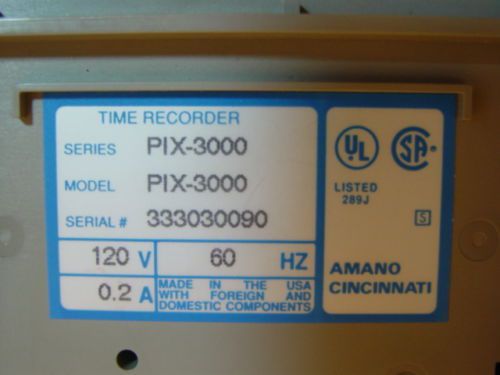 TIME RECORDER
SERIES PIX-3000
MODEL PIX-3000
SERIAL # 333030090
120 V 60 HZ
0.2 A
MADE IN THE USA
WITH FOREIGN AND
DOMESTIC COMPONENTS
UL SA
LISTED
289J
S
AMANO
CINCINNATI